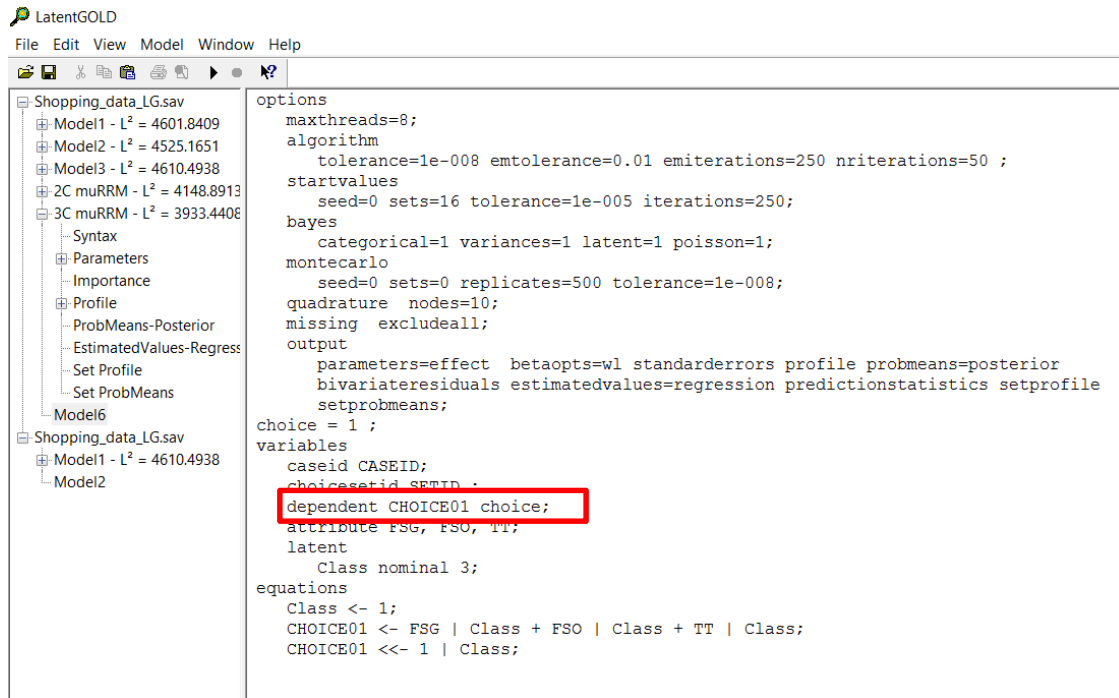 LatentGOLD
File Edit View Model Window Help
Shopping_data_LG.sav
Model1 - L² = 4601.8409
Model2 - L² = 4525.1651
Model3 - L² = 4610.4938
2C muRRM - L² = 4148.8913
3C muRRM - L² = 3933.4408
Syntax
Parameters
Importance
Profile
ProbMeans-Posterior
EstimatedValues-Regress
Set Profile
Set ProbMeans
Model6
Shopping_data_LG.sav
Model1 - L² = 4610.4938
Model2
options
maxthreads=8;
algorithm
tolerance=1e-008 emtolerance=0.01 emiterations=250 nriterations=50 ;
startvalues
seed=0 sets=16 tolerance=1e-005 iterations=250;
bayes
categorical=1 variances=1 latent=1 poisson=1;
montecarlo
seed=0 sets=0 replicates=500 tolerance=1e-008;
quadrature nodes=10;
missing excludeall;
output
parameters=effect betaopts=wl standarderrors profile probmeans=posterior
bivariateresiduals estimatedvalues=regression predictionstatistics setprofile
setprobmeans;
choice = 1 ;
variables
caseid CASEID;
choicesetid SETID ;
dependent CHOICE01 choice;
attribute FSG, FSO, TT;
latent
Class nominal 3;
equations
Class <- 1;
CHOICE01 <- FSG | Class + FSO | Class + TT | Class;
CHOICE01 <<- 1 | Class;